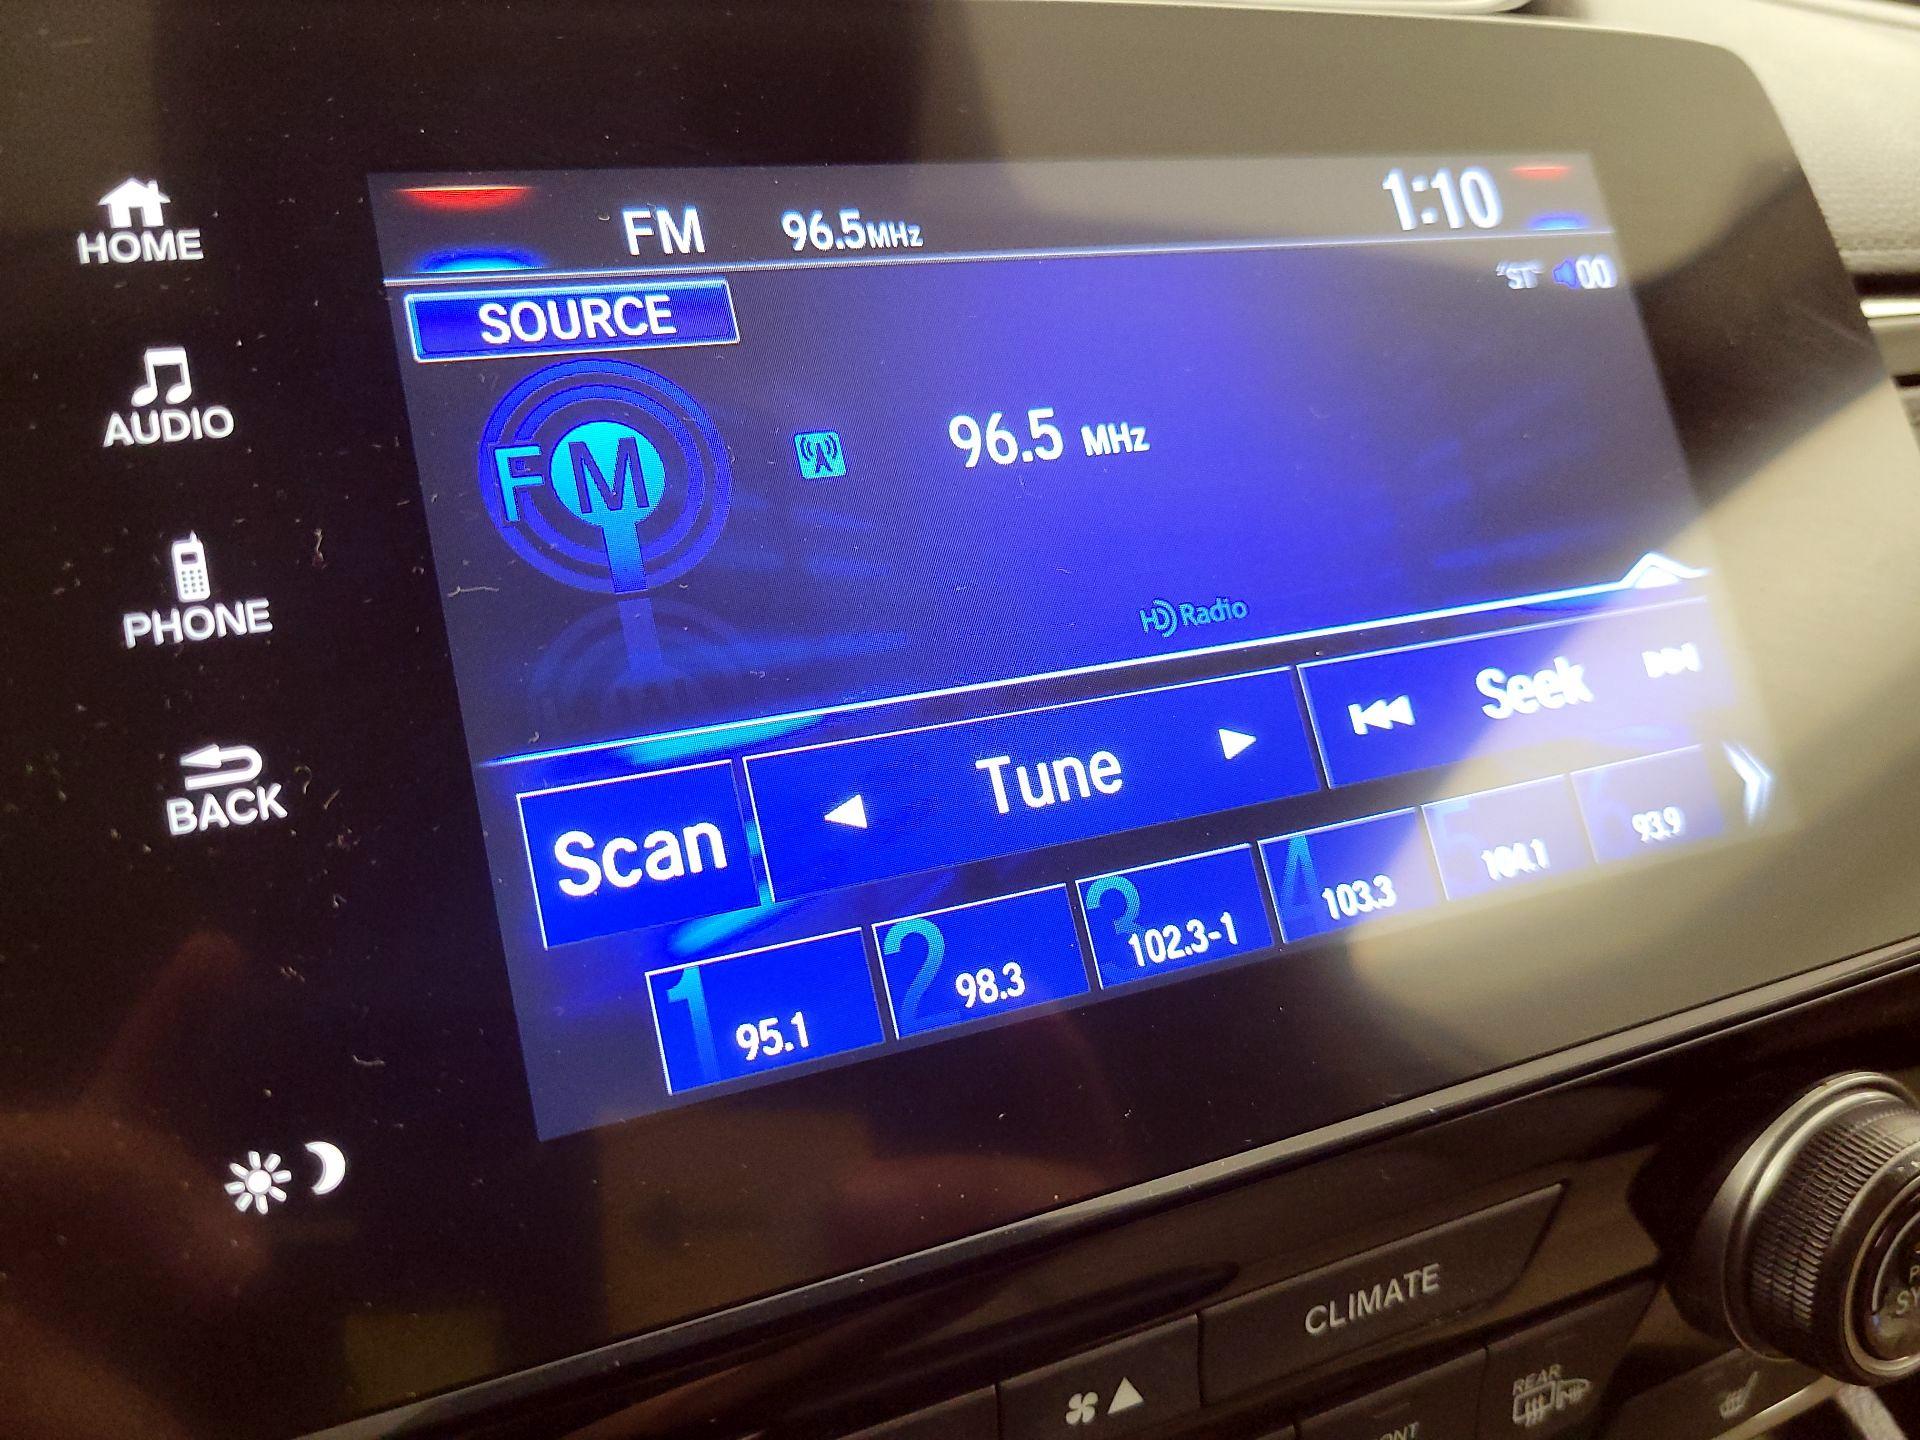 HOME
AUDIO
PHONE
BACK
FM 96.5MHz 1:10
"ST" 00
SOURCE
FM
96.5 MHz
HD Radio
Scan
Tune
Seek
1 95.1
2 98.3
3 102.3-1
4 103.3
5 104.1
6 93.9
CLIMATE
REAR